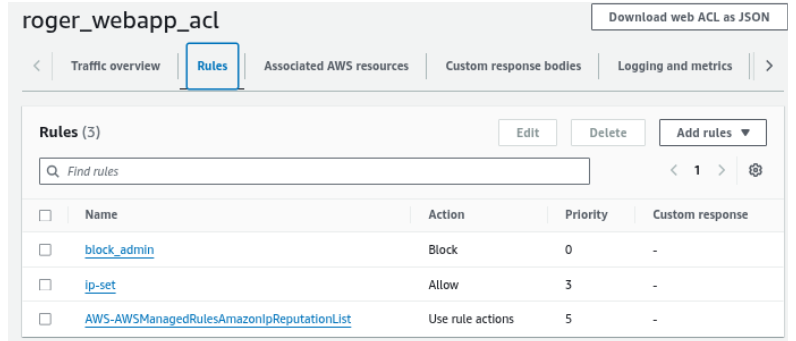 roger_webapp_acl
Download web ACL as JSON
Traffic overview Rules Associated AWS resources Custom response bodies Logging and metrics
Rules (3) Edit Delete Add rules
Find rules 1
Name Action Priority Custom response
block_admin Block 0 -
ip-set Allow 3 -
AWS-AWSManagedRulesAmazonIpReputationList Use rule actions 5 -